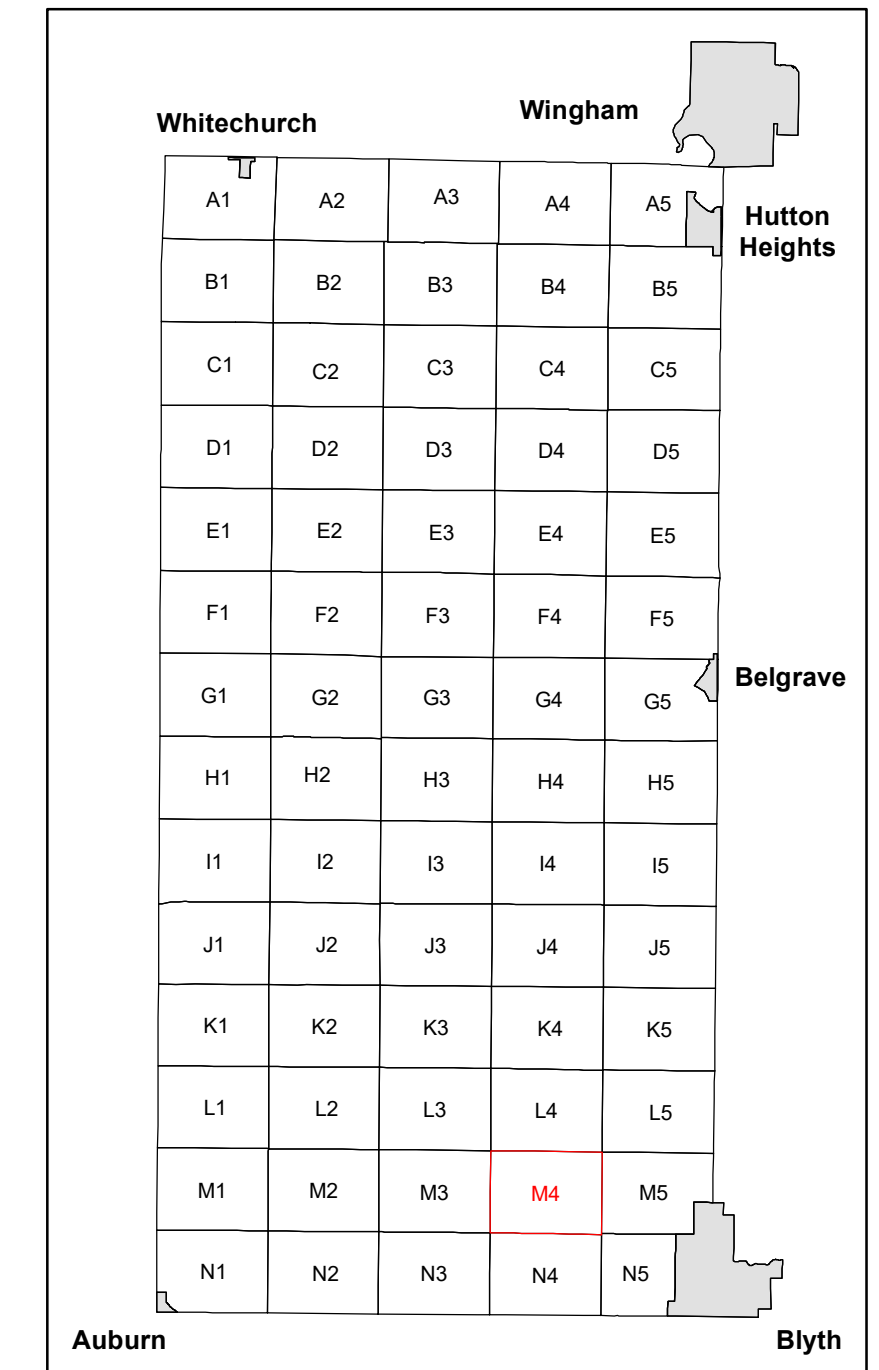 Wingham
Whitechurch
A1 A2 A3 A4 A5
Hutton
Heights
B1 B2 B3 B4 B5
C1 C2 C3 C4 C5
D1 D2 D3 D4 D5
E1 E2 E3 E4 E5
F1 F2 F3 F4 F5
Belgrave
G1 G2 G3 G4 G5
H1 H2 H3 H4 H5
I1 I2 I3 I4 I5
J1 J2 J3 J4 J5
K1 K2 K3 K4 K5
L1 L2 L3 L4 L5
M1 M2 M3 M4 M5
N1 N2 N3 N4 N5
Auburn Blyth